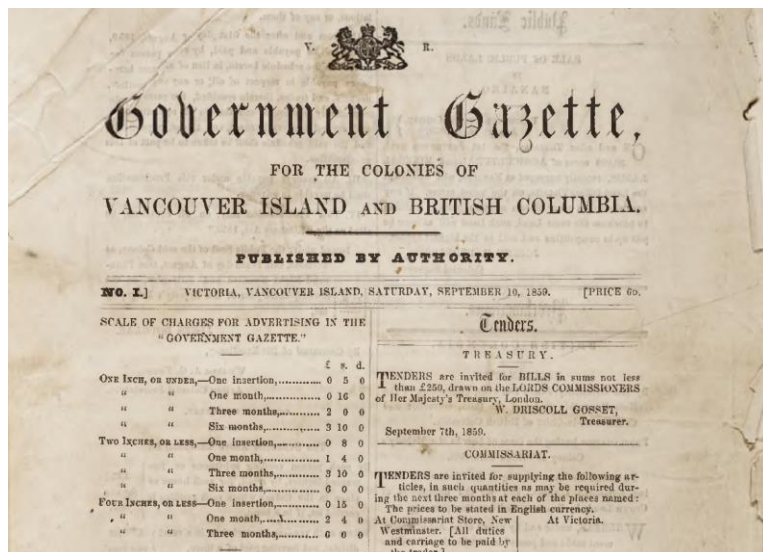 V. R.
Government Gazette,
FOR THE COLONIES OF
VANCOUVER ISLAND AND BRITISH COLUMBIA.
PUBLISHED BY AUTHORITY.
NO. I.] VICTORIA, VANCOUVER ISLAND, SATURDAY, SEPTEMBER 10, 1859. [PRICE 6D.
SCALE OF CHARGES FOR ADVERTISING IN THE
"GOVERNMENT GAZETTE."
£ s. d.
ONE INCH, OR UNDER,—One insertion,............ 0 5 0
" " One month,............ 0 16 0
" " Three months,............ 2 0 0
" " Six months,............ 3 10 0
TWO INCHES, OR LESS,—One insertion,............ 0 8 0
" " One month,............ 1 4 0
" " Three months,............ 3 10 0
" " Six months,............ 6 0 0
FOUR INCHES, OR LESS—One insertion,............ 0 15 0
" " One month,............ 2 4 0
" " Three months,............ 6 0 0
Tenders.
TREASURY.
TENDERS are invited for BILLS in sums not less
than £250, drawn on the LORDS COMMISSIONERS
of Her Majesty's Treasury, London.
W. DRISCOLL GOSSET,
Treasurer.
September 7th, 1859.
COMMISSARIAT.
TENDERS are invited for supplying the following ar-
ticles, in such quantities as may be required dur-
ing the next three months at each of the places named:
The prices to be stated in English currency.
At Commissariat Store, New At Victoria.
Westminster. [All duties
and carriage to be paid by
the trader.]